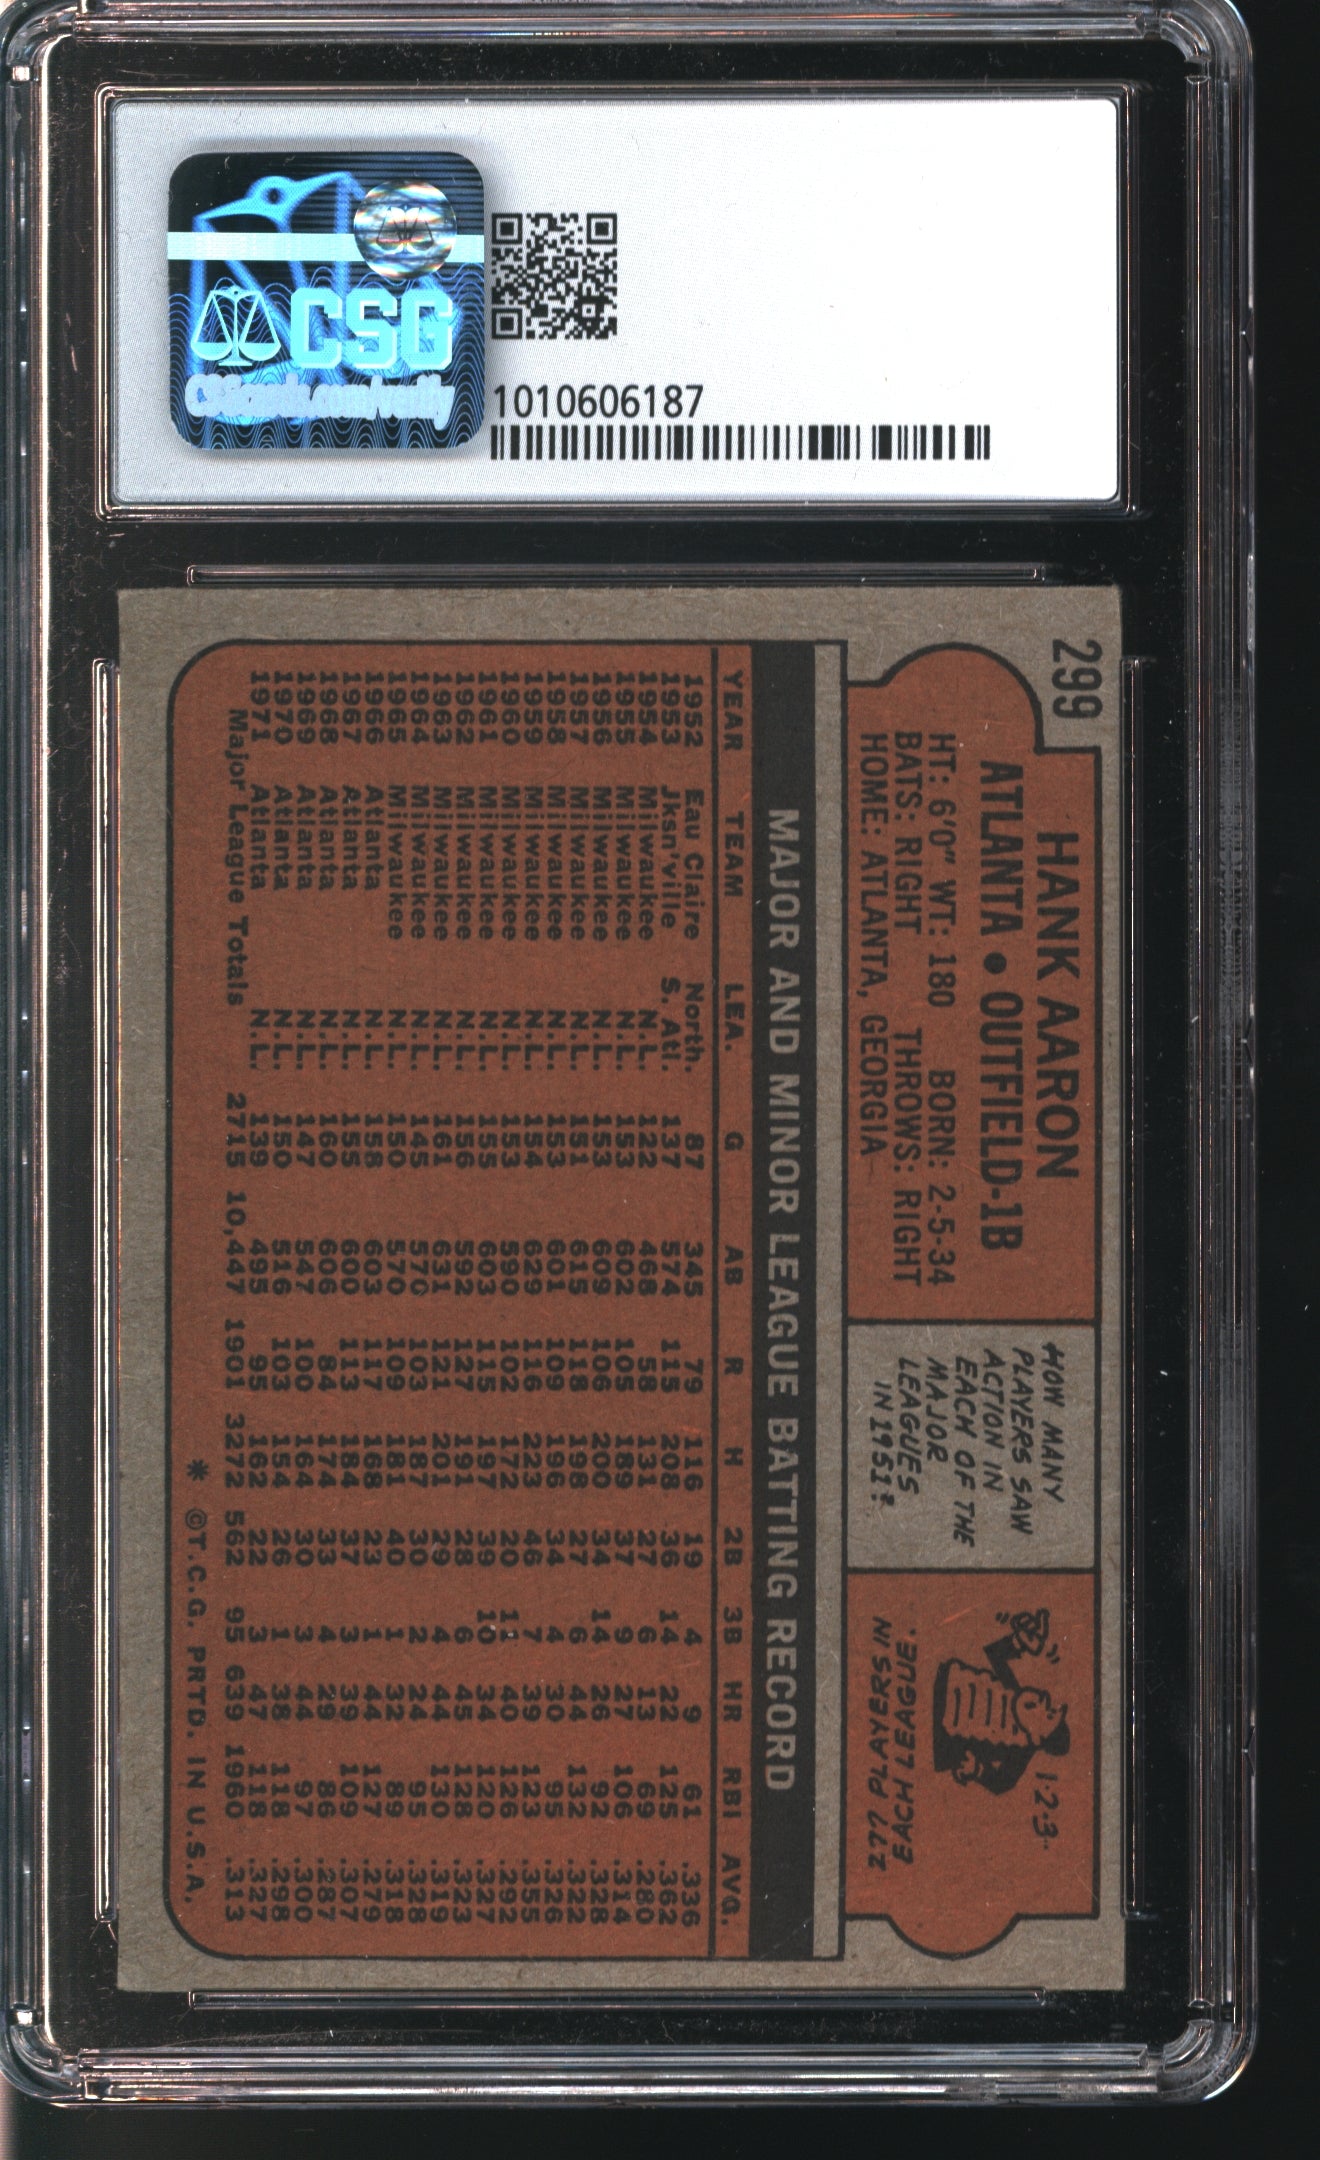 CSG
CSGcards.com/verify
1010606187
299
HANK AARON
ATLANTA • OUTFIELD-1B
HT: 6'0" WT: 180 BORN: 2-5-34
BATS: RIGHT THROWS: RIGHT
HOME: ATLANTA, GEORGIA
HOW MANY
PLAYERS SAW
ACTION IN
EACH OF THE
MAJOR
LEAGUES
IN 1951?
1·2·3··
277 PLAYERS IN
EACH LEAGUE.
MAJOR AND MINOR LEAGUE BATTING RECORD
YEAR TEAM LEA. G AB R H 2B 3B HR RBI AVG.
1952 Eau Claire North. 87 345 79 116 19 4 9 61 .336
1953 Jksn'ville S. Atl. 137 574 115 208 36 14 22 125 .362
1954 Milwaukee N.L. 122 468 58 131 27 6 13 69 .280
1955 Milwaukee N.L. 153 602 105 189 37 9 27 106 .314
1956 Milwaukee N.L. 153 609 106 200 34 14 26 92 .328
1957 Milwaukee N.L. 151 615 118 198 27 6 44 132 .322
1958 Milwaukee N.L. 153 601 109 196 34 4 30 95 .326
1959 Milwaukee N.L. 154 629 116 223 46 7 39 123 .355
1960 Milwaukee N.L. 153 590 102 172 20 11 40 126 .292
1961 Milwaukee N.L. 155 603 115 197 39 10 34 120 .327
1962 Milwaukee N.L. 156 592 127 191 28 6 45 128 .323
1963 Milwaukee N.L. 161 631 121 201 29 4 44 130 .319
1964 Milwaukee N.L. 145 570 103 187 30 2 24 95 .328
1965 Milwaukee N.L. 150 570 109 181 40 1 32 89 .318
1966 Atlanta N.L. 158 603 117 168 23 1 44 127 .279
1967 Atlanta N.L. 155 600 113 184 37 3 39 109 .307
1968 Atlanta N.L. 160 606 84 174 33 4 29 86 .287
1969 Atlanta N.L. 147 547 100 164 30 3 44 97 .300
1970 Atlanta N.L. 150 516 103 154 26 1 38 118 .298
1971 Atlanta N.L. 139 495 95 162 22 3 47 118 .327
Major League Totals 2715 10,447 1901 3272 562 95 639 1960 .313
* ©T.C.G. PRTD. IN U.S.A.